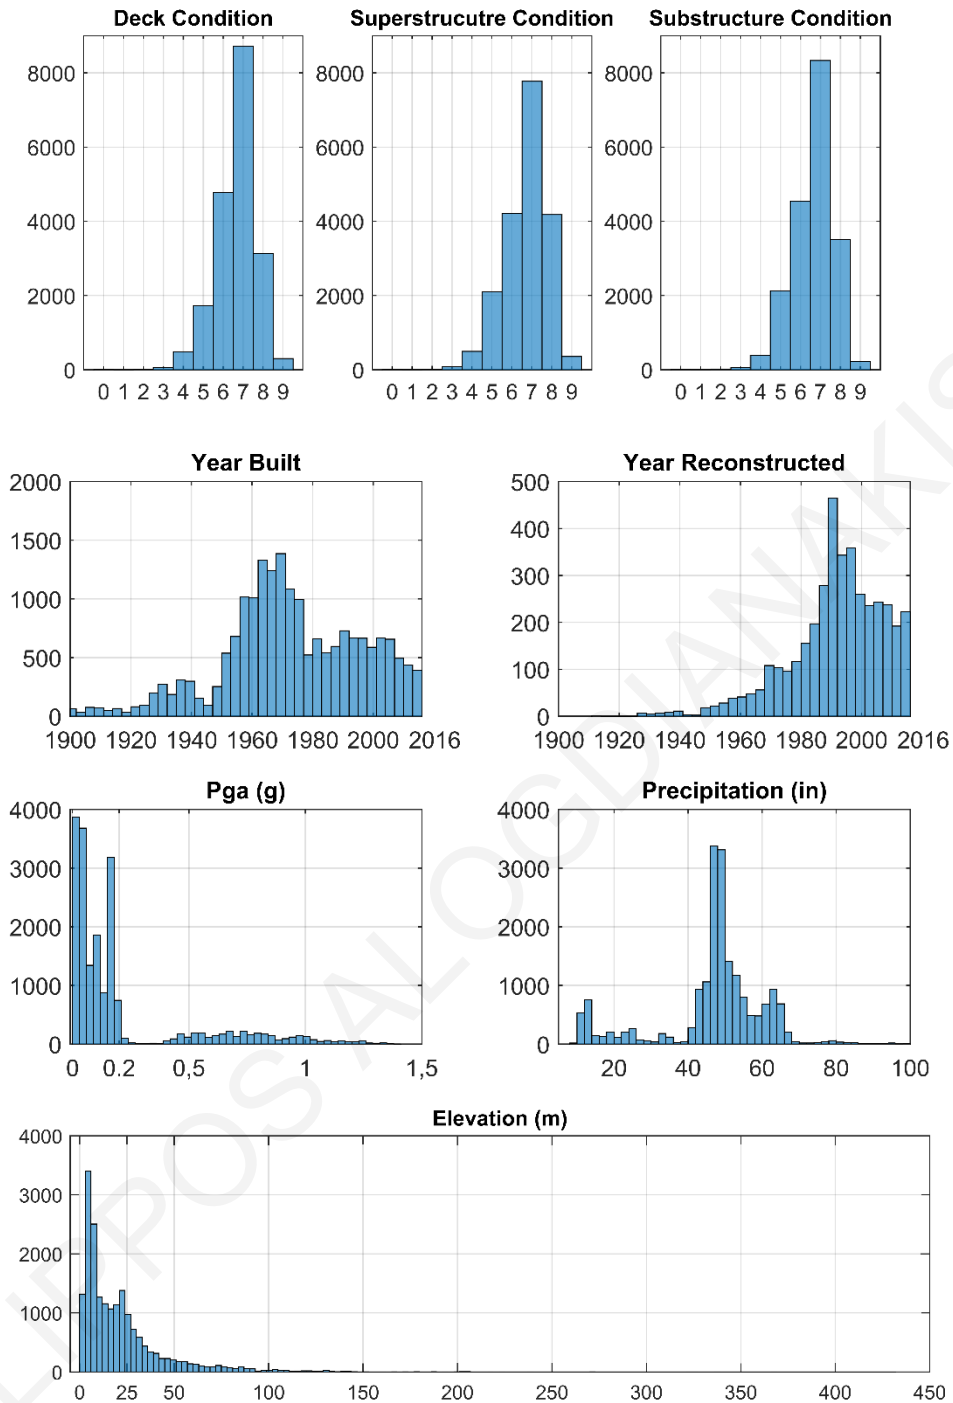 Deck Condition Superstrucutre Condition Substructure Condition
8000 8000 8000
6000 6000 6000
4000 4000 4000
2000 2000 2000
0 0 0
0 1 2 3 4 5 6 7 8 9 0 1 2 3 4 5 6 7 8 9 0 1 2 3 4 5 6 7 8 9
Year Built Year Reconstructed
2000 500
1500 400
1000 300
500 200
0 100
0
1900 1920 1940 1960 1980 2000 2016 1900 1920 1940 1960 1980 2000 2016
Pga (g) Precipitation (in)
4000 4000
3000 3000
2000 2000
1000 1000
0 0
0 0.2 0,5 1 1,5 20 40 60 80 100
Elevation (m)
4000
3000
2000
1000
0
0 25 50 100 150 200 250 300 350 400 450
LIPPOS ALOGDIANAKIS